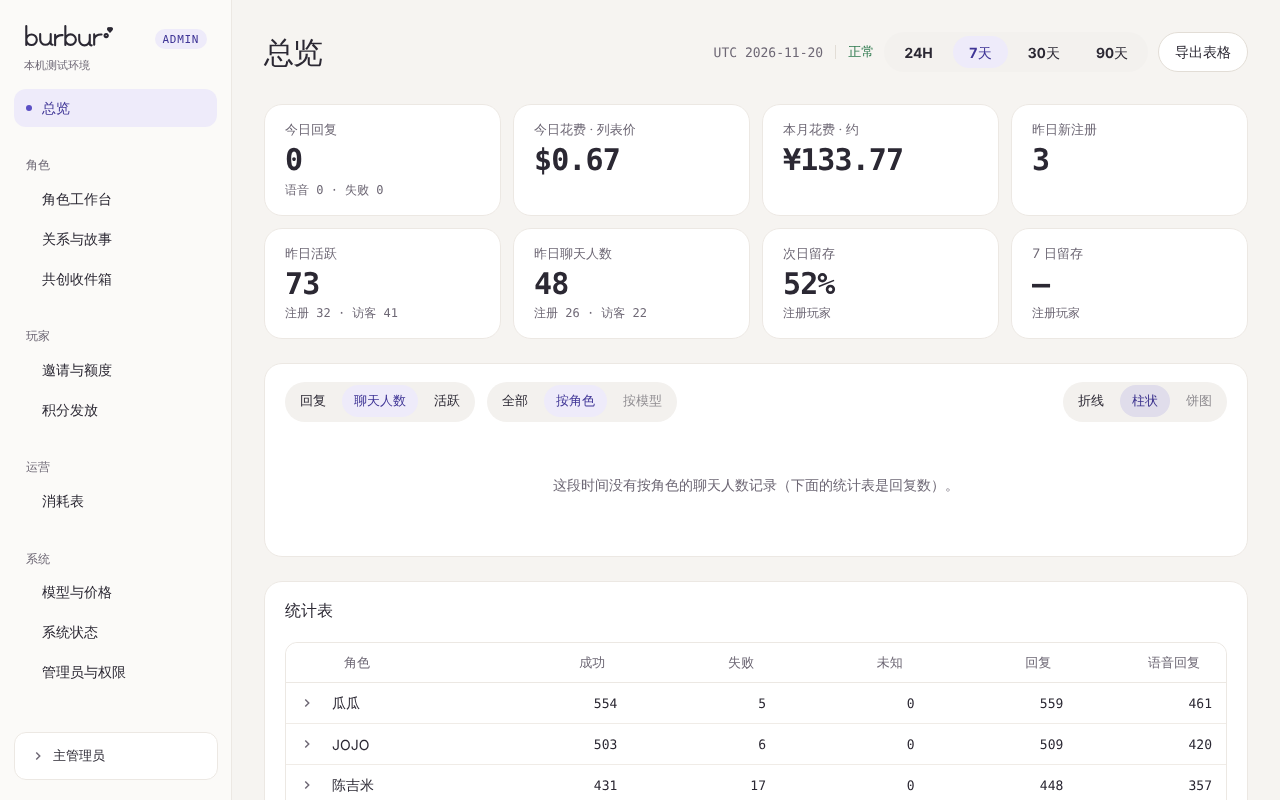 burbur
ADMIN
本机测试环境
总览
角色
角色工作台
关系与故事
共创收件箱
玩家
邀请与额度
积分发放
运营
消耗表
系统
模型与价格
系统状态
管理员与权限
主管理员
总览
UTC 2026-11-20 正常 24H 7天 30天 90天 导出表格
今日回复
0
语音 0 · 失败 0
今日花费 · 列表价
$0.67
本月花费 · 约
¥133.77
昨日新注册
3
昨日活跃
73
注册 32 · 访客 41
昨日聊天人数
48
注册 26 · 访客 22
次日留存
52%
注册玩家
7 日留存
—
注册玩家
回复 聊天人数 活跃 全部 按角色 按模型 折线 柱状 饼图
这段时间没有按角色的聊天人数记录（下面的统计表是回复数）。
统计表
角色 成功 失败 未知 回复 语音回复
瓜瓜 554 5 0 559 461
JOJO 503 6 0 509 420
陈吉米 431 17 0 448 357